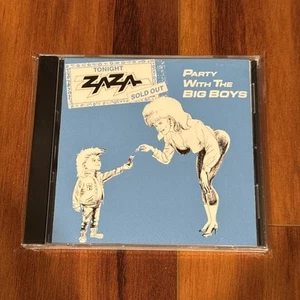 TONIGHT
ZAZA
SOLD OUT
PARTY
WITH THE
BIG BOYS